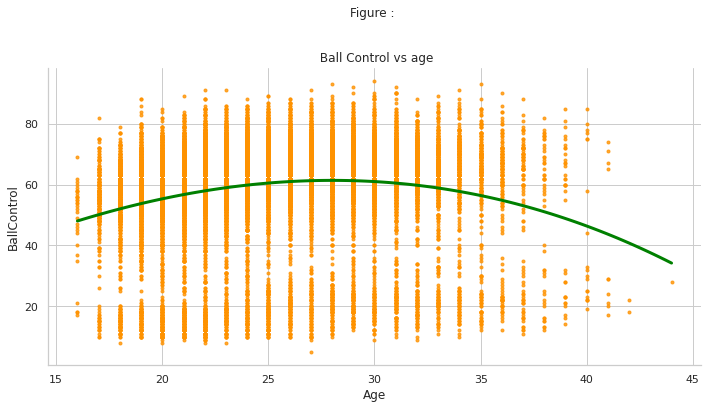 Figure :
Ball Control vs age
80
60
40
20
BallControl
15 20 25 30 35 40 45
Age